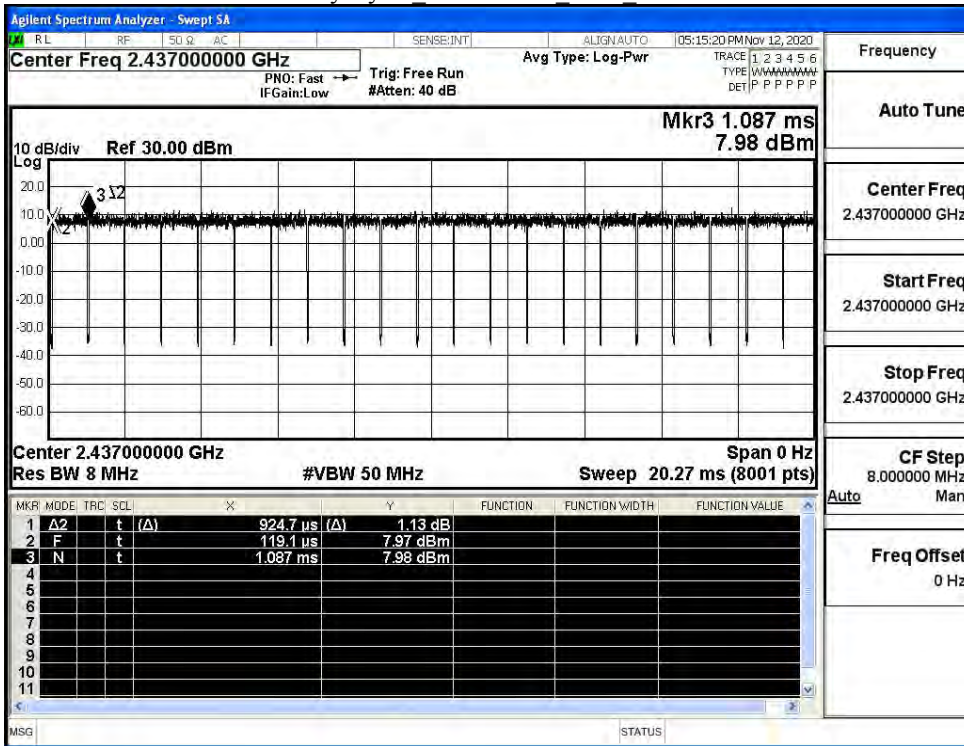 Agilent Spectrum Analyzer - Swept SA
RL RF 50 Ω AC SENSE:INT ALIGN AUTO 05:15:20 PM Nov 12, 2020
Center Freq 2.437000000 GHz
PNO: Fast
IFGain:Low
Trig: Free Run
#Atten: 40 dB
Avg Type: Log-Pwr
TRACE 1 2 3 4 5 6
TYPE WWWWWW
DET P P P P P P
Mkr3 1.087 ms
7.98 dBm
10 dB/div Ref 30.00 dBm
Log
20.0
10.0
0.00
-10.0
-20.0
-30.0
-40.0
-50.0
-60.0
Center 2.437000000 GHz Span 0 Hz
Res BW 8 MHz #VBW 50 MHz Sweep 20.27 ms (8001 pts)
MKR MODE TRC SCL X Y FUNCTION FUNCTION WIDTH FUNCTION VALUE
1 Δ2 t (Δ) 924.7 µs (Δ) 1.13 dB
2 F t 119.1 µs 7.97 dBm
3 N t 1.087 ms 7.98 dBm
4
5
6
7
8
9
10
11
MSG STATUS
Frequency
Auto Tune
Center Freq
2.437000000 GHz
Start Freq
2.437000000 GHz
Stop Freq
2.437000000 GHz
CF Step
8.000000 MHz
Auto Man
Freq Offset
0 Hz